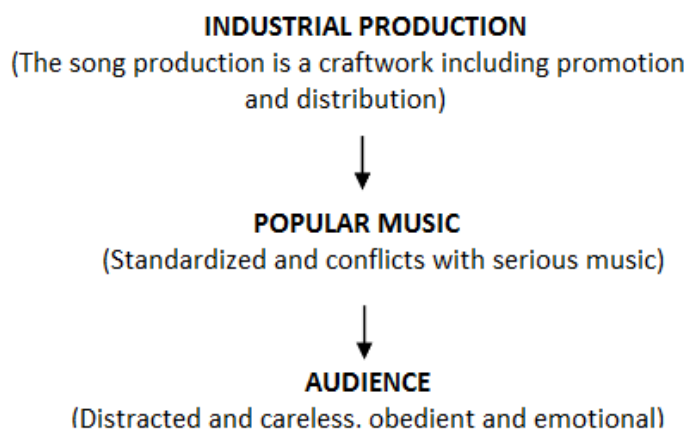 INDUSTRIAL PRODUCTION
(The song production is a craftwork including promotion
and distribution)
POPULAR MUSIC
(Standardized and conflicts with serious music)
AUDIENCE
(Distracted and careless. obedient and emotional)